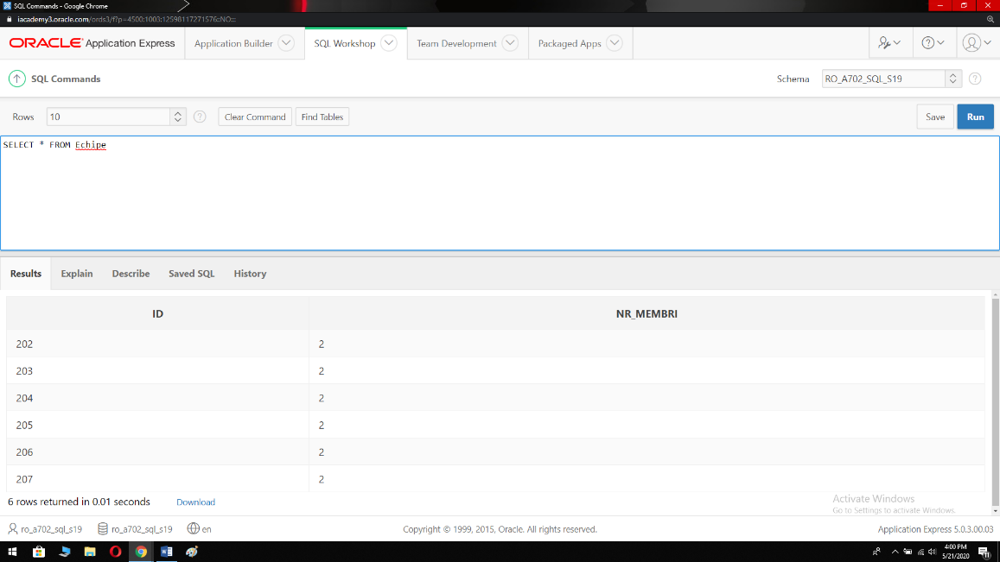 SQL Commands - Google Chrome
iacademy3.oracle.com/ords3/f?p=4500:1003:12598117271576::NO:::
ORACLE Application Express
Application Builder
SQL Workshop
Team Development
Packaged Apps
SQL Commands
Schema
RO_A702_SQL_S19
Rows
10
Clear Command
Find Tables
Save
Run
SELECT * FROM Echipe
Results
Explain
Describe
Saved SQL
History
ID NR_MEMBRI
202 2
203 2
204 2
205 2
206 2
207 2
6 rows returned in 0.01 seconds
Download
Activate Windows
Go to Settings to activate Windows.
ro_a702_sql_s19
ro_a702_sql_s19
en
Copyright © 1999, 2015, Oracle. All rights reserved.
Application Express 5.0.3.00.03
4:00 PM
5/21/2020
11